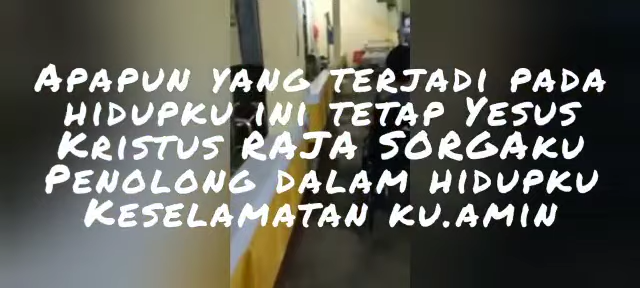 Apapun yang terjadi pada
hidupku ini tetap Yesus
Kristus RAJA SORGAku
Penolong dalam hidupku
Keselamatan ku.amin